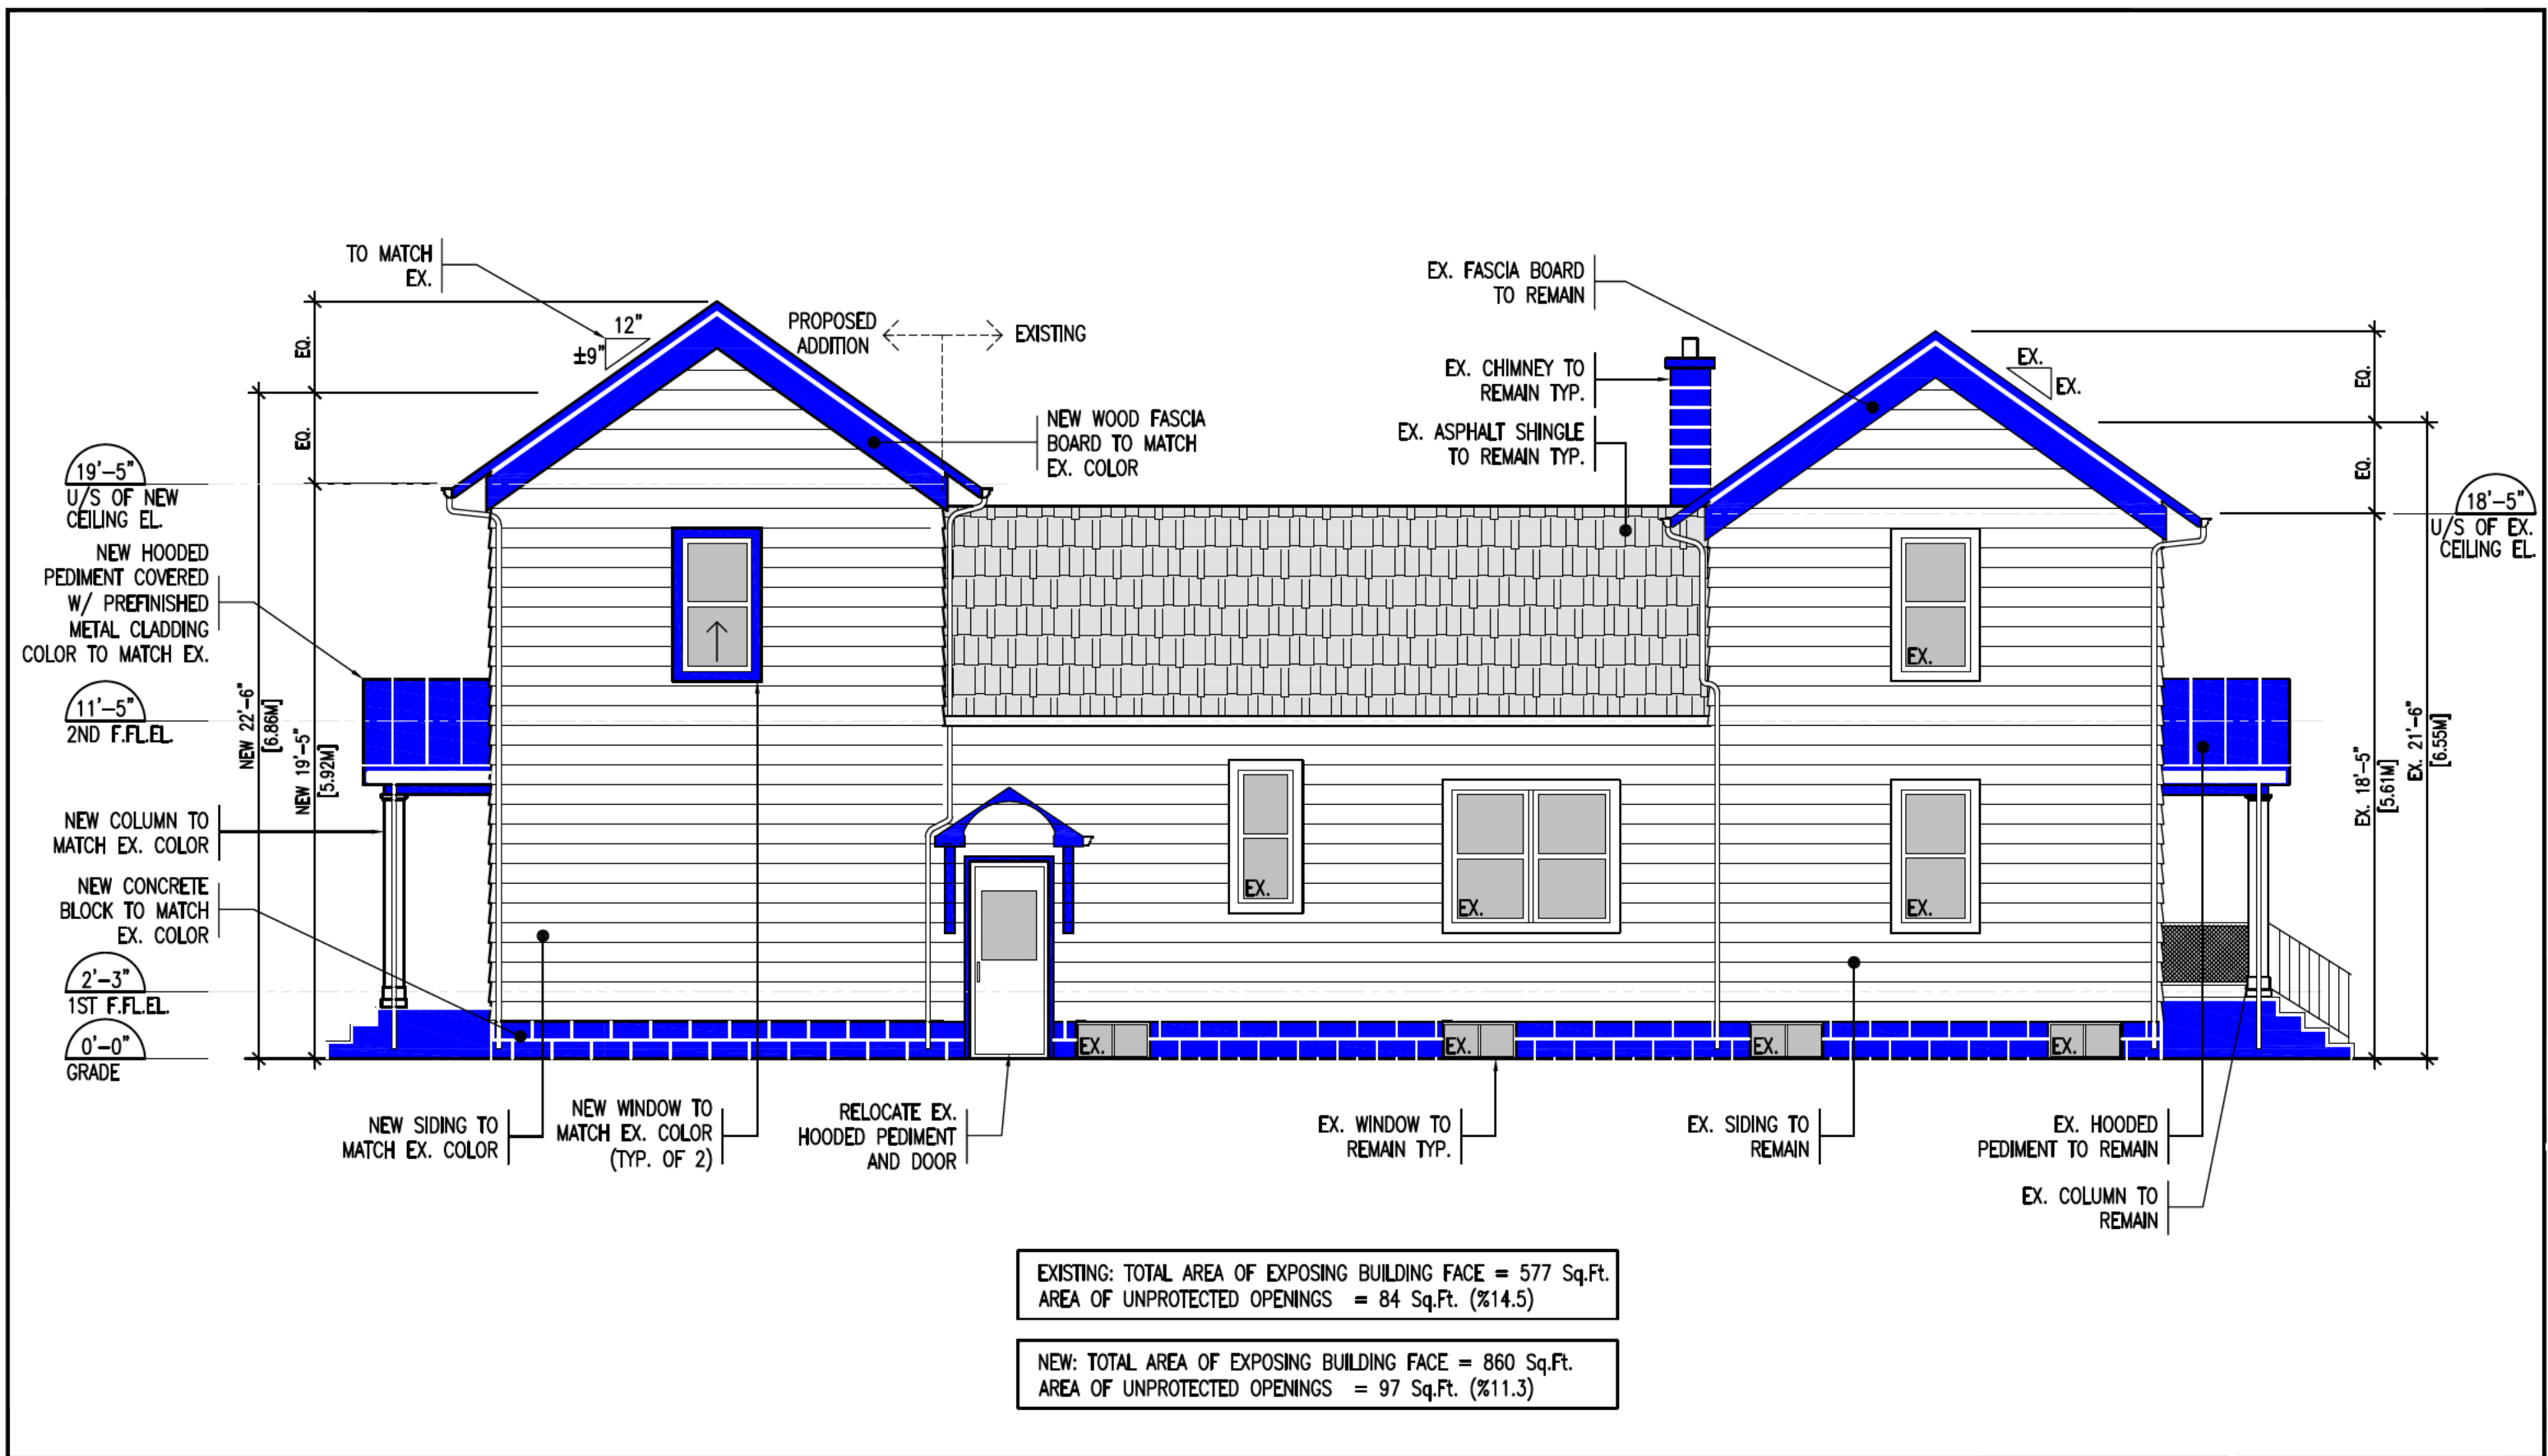 TO MATCH
EX.
12"
±9"
PROPOSED
ADDITION
EXISTING
EX. FASCIA BOARD
TO REMAIN
EX. CHIMNEY TO
REMAIN TYP.
EX. ASPHALT SHINGLE
TO REMAIN TYP.
EX.
EX.
EQ.
EQ.
EQ.
EQ.
NEW WOOD FASCIA
BOARD TO MATCH
EX. COLOR
19'-5"
U/S OF NEW
CEILING EL.
18'-5"
U/S OF EX.
CEILING EL.
NEW HOODED
PEDIMENT COVERED
W/ PREFINISHED
METAL CLADDING
COLOR TO MATCH EX.
11'-5"
2ND F.FL.EL.
NEW 22'-6"
[6.86M]
NEW 19'-5"
[5.92M]
EX. 18'-5"
[5.61M]
EX. 21'-6"
[6.55M]
NEW COLUMN TO
MATCH EX. COLOR
NEW CONCRETE
BLOCK TO MATCH
EX. COLOR
2'-3"
1ST F.FL.EL.
0'-0"
GRADE
EX.
EX.
EX.
EX.
EX.
EX.
EX.
EX.
NEW SIDING TO
MATCH EX. COLOR
NEW WINDOW TO
MATCH EX. COLOR
(TYP. OF 2)
RELOCATE EX.
HOODED PEDIMENT
AND DOOR
EX. WINDOW TO
REMAIN TYP.
EX. SIDING TO
REMAIN
EX. HOODED
PEDIMENT TO REMAIN
EX. COLUMN TO
REMAIN
EXISTING: TOTAL AREA OF EXPOSING BUILDING FACE = 577 Sq.Ft.
AREA OF UNPROTECTED OPENINGS = 84 Sq.Ft. (%14.5)
NEW: TOTAL AREA OF EXPOSING BUILDING FACE = 860 Sq.Ft.
AREA OF UNPROTECTED OPENINGS = 97 Sq.Ft. (%11.3)